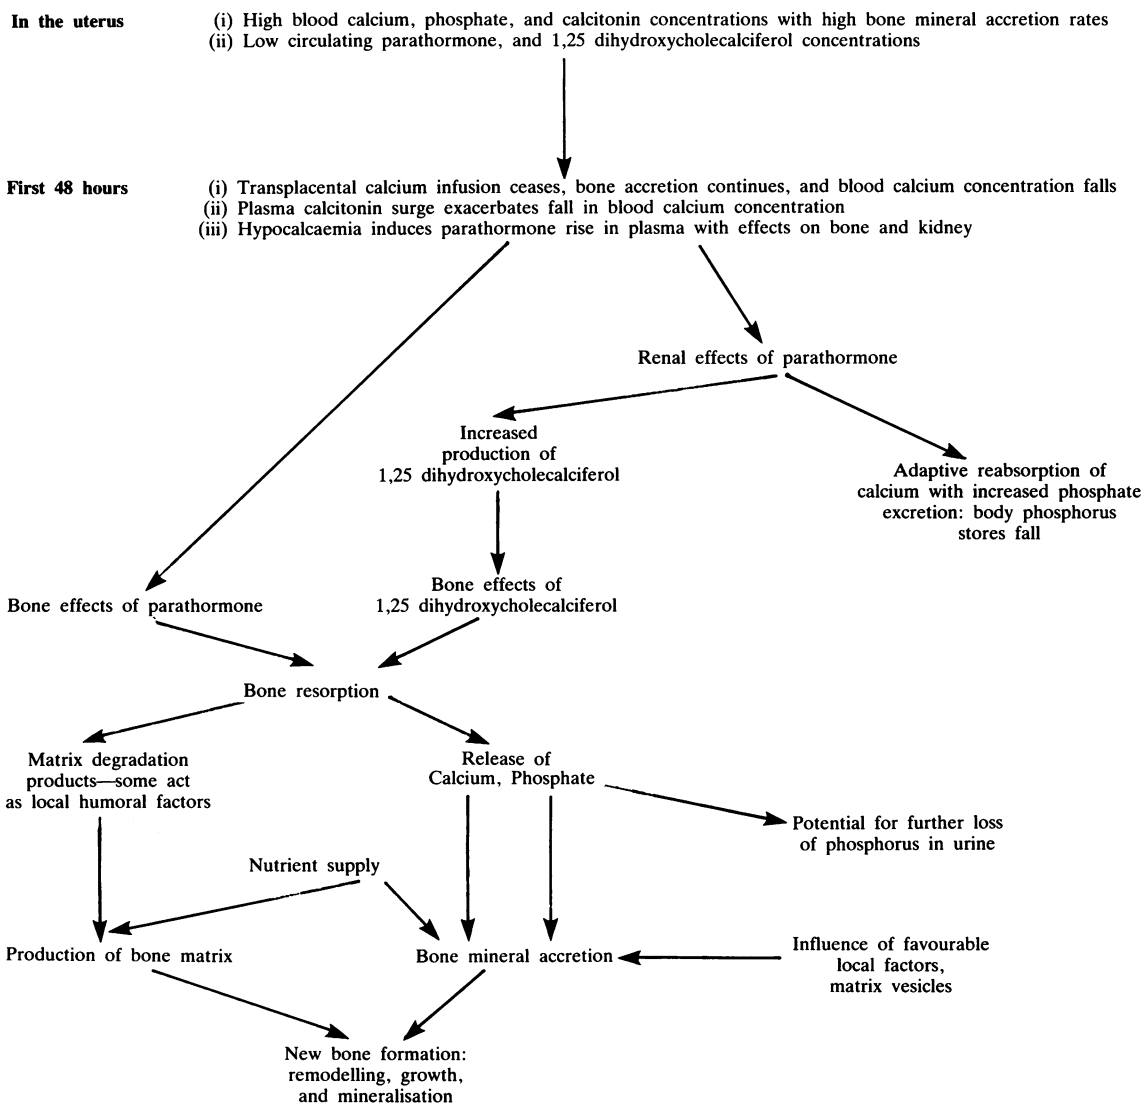 In the uterus
(i) High blood calcium, phosphate, and calcitonin concentrations with high bone mineral accretion rates
(ii) Low circulating parathormone, and 1,25 dihydroxycholecalciferol concentrations
First 48 hours
(i) Transplacental calcium infusion ceases, bone accretion continues, and blood calcium concentration falls
(ii) Plasma calcitonin surge exacerbates fall in blood calcium concentration
(iii) Hypocalcaemia induces parathormone rise in plasma with effects on bone and kidney
Renal effects of parathormone
Increased
production of
1,25 dihydroxycholecalciferol
Adaptive reabsorption of
calcium with increased phosphate
excretion: body phosphorus
stores fall
Bone effects of parathormone
Bone effects of
1,25 dihydroxycholecalciferol
Bone resorption
Matrix degradation
products—some act
as local humoral factors
Release of
Calcium, Phosphate
Potential for further loss
of phosphorus in urine
Nutrient supply
Production of bone matrix
Bone mineral accretion
Influence of favourable
local factors,
matrix vesicles
New bone formation:
remodelling, growth,
and mineralisation